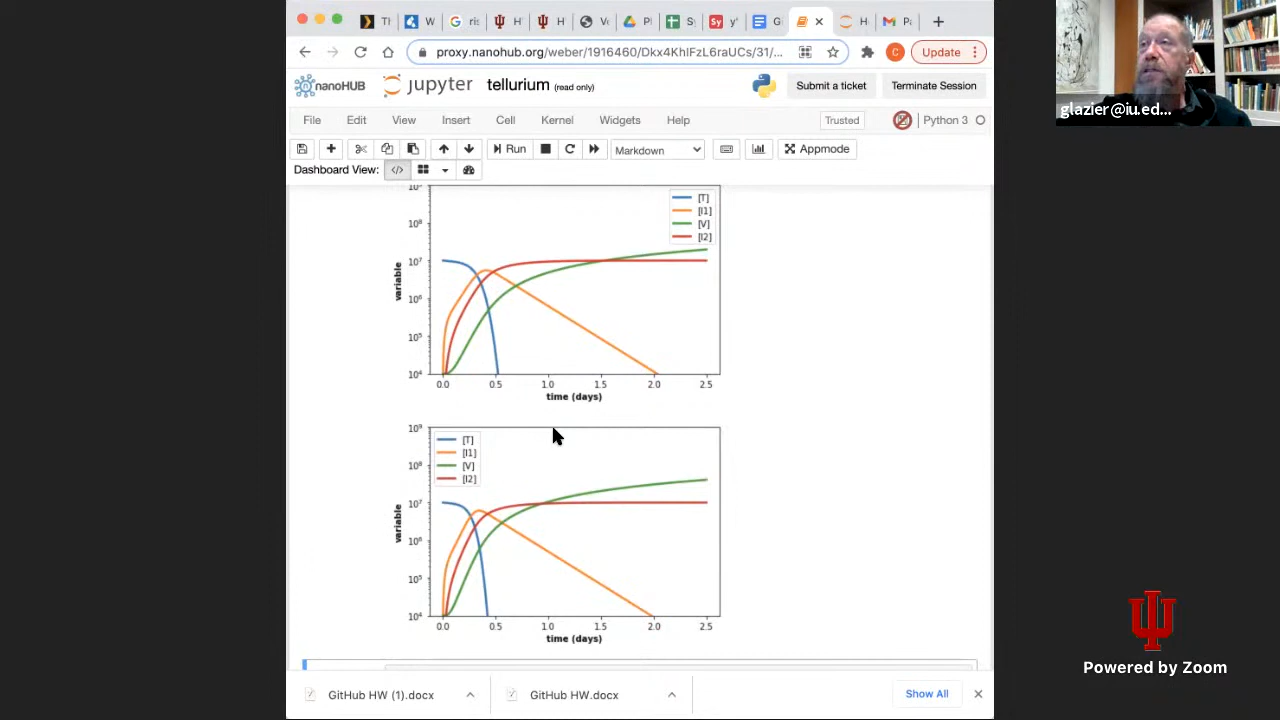 Tl
W
ris
H
H
V
Pl
S
y'
G
H
P
proxy.nanohub.org/weber/1916460/Dkx4KhIFzL6raUCs/31/...
C
Update
nanoHUB
jupyter
tellurium (read only)
Submit a ticket
Terminate Session
File Edit View Insert Cell Kernel Widgets Help
Trusted
Python 3
Run
Markdown
Appmode
Dashboard View:
[T]
[I1]
[V]
[I2]
10⁸
10⁷
10⁶
10⁵
10⁴
variable
0.0 0.5 1.0 1.5 2.0 2.5
time (days)
10⁹
10⁸
10⁷
10⁶
10⁵
10⁴
[T]
[I1]
[V]
[I2]
variable
0.0 0.5 1.0 1.5 2.0 2.5
time (days)
GitHub HW (1).docx
GitHub HW.docx
Show All
glazier@iu.ed...
Powered by Zoom